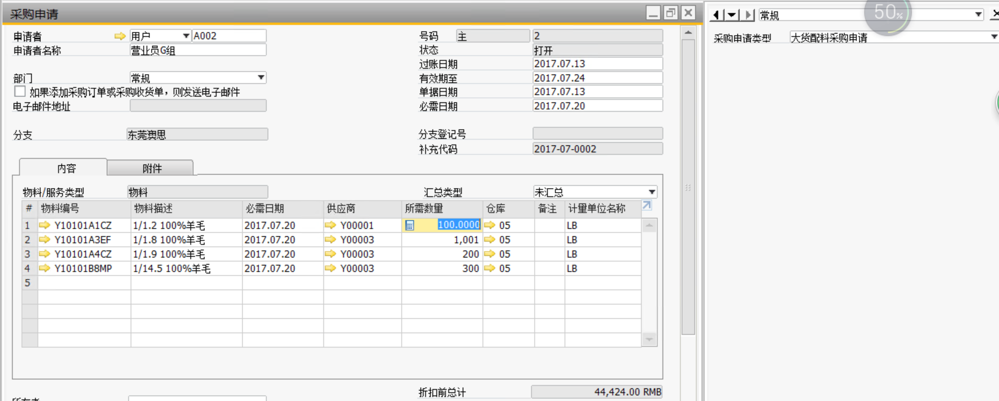 采购申请
50%
常规
申请者 用户 A002 号码 主 2
采购申请类型 大货配料采购申请
申请者名称 营业员G组 状态 打开
过账日期 2017.07.13
部门 常规 有效期至 2017.07.24
如果添加采购订单或采购收货单，则发送电子邮件 单据日期 2017.07.13
电子邮件地址 必需日期 2017.07.20
分支 东莞澳思 分支登记号
补充代码 2017-07-0002
内容 附件
物料/服务类型 物料 汇总类型 未汇总
# 物料编号 物料描述 必需日期 供应商 所需数量 仓库 备注 计量单位名称
1 Y10101A1CZ 1/1.2 100%羊毛 2017.07.20 Y00001 100.0000 05 LB
2 Y10101A3EF 1/1.8 100%羊毛 2017.07.20 Y00003 1,001 05 LB
3 Y10101A4CZ 1/1.9 100%羊毛 2017.07.20 Y00003 200 05 LB
4 Y10101B8MP 1/14.5 100%羊毛 2017.07.20 Y00003 300 05 LB
5
折扣前总计 44,424.00 RMB